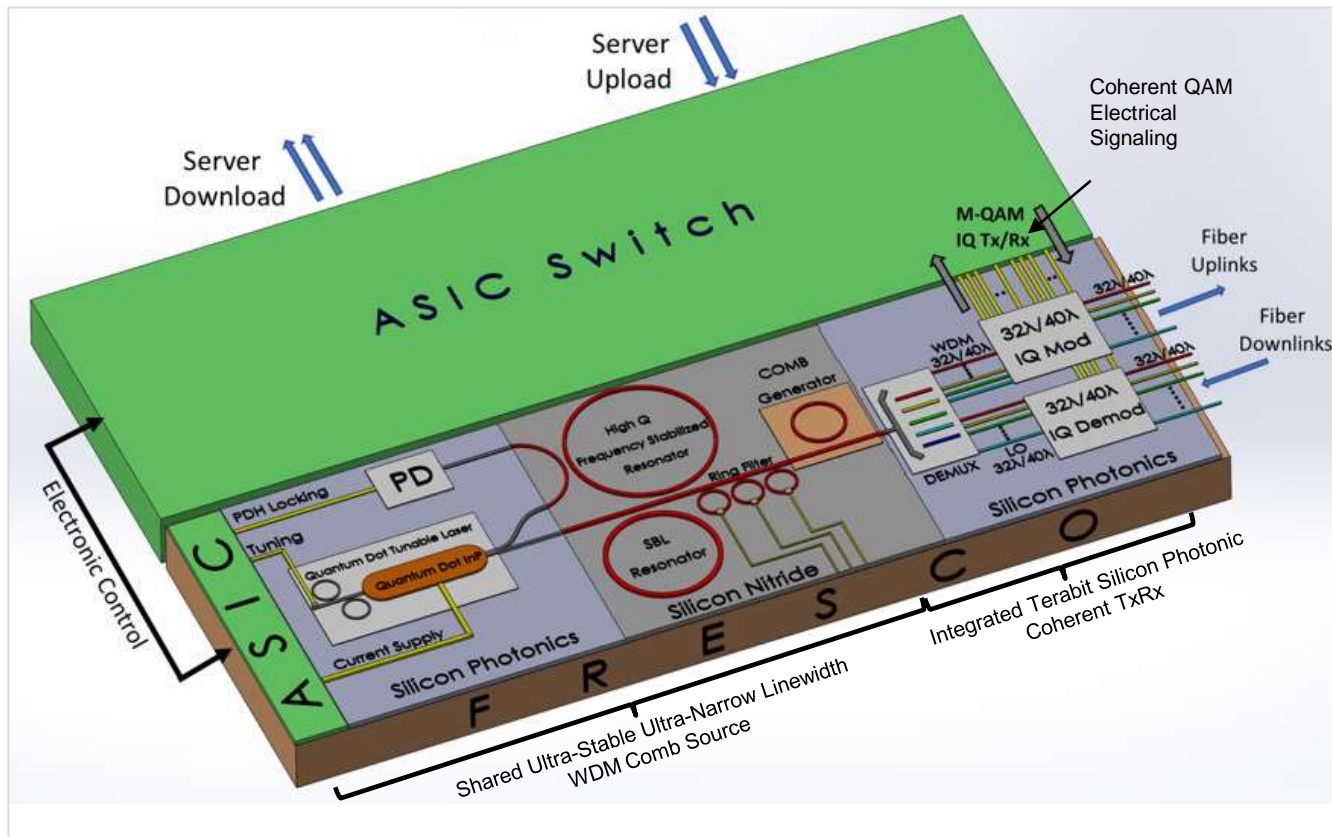 Server
Upload
Coherent QAM
Electrical
Signaling
Server
Download
ASIC Switch
M-QAM
IQ Tx/Rx
Fiber
Uplinks
Fiber
Downlinks
32λ/40λ
32λ/40λ
IQ Mod
WDM
32λ/40λ
32λ/40λ
32λ/40λ
IQ Demod
LO
32λ/40λ
DEMUX
COMB
Generator
High Q
Frequency Stabilized
Resonator
Ring Filter
SBL
Resonator
PD
PDH Locking
Tuning
Quantum Dot Tunable Laser
Quantum Dot InP
Current Supply
Silicon Photonics
Silicon Nitride
Silicon Photonics
ASIC
Electronic Control
FRESCO
Shared Ultra-Stable Ultra-Narrow Linewidth
WDM Comb Source
Integrated Terabit Silicon Photonic
Coherent TxRx